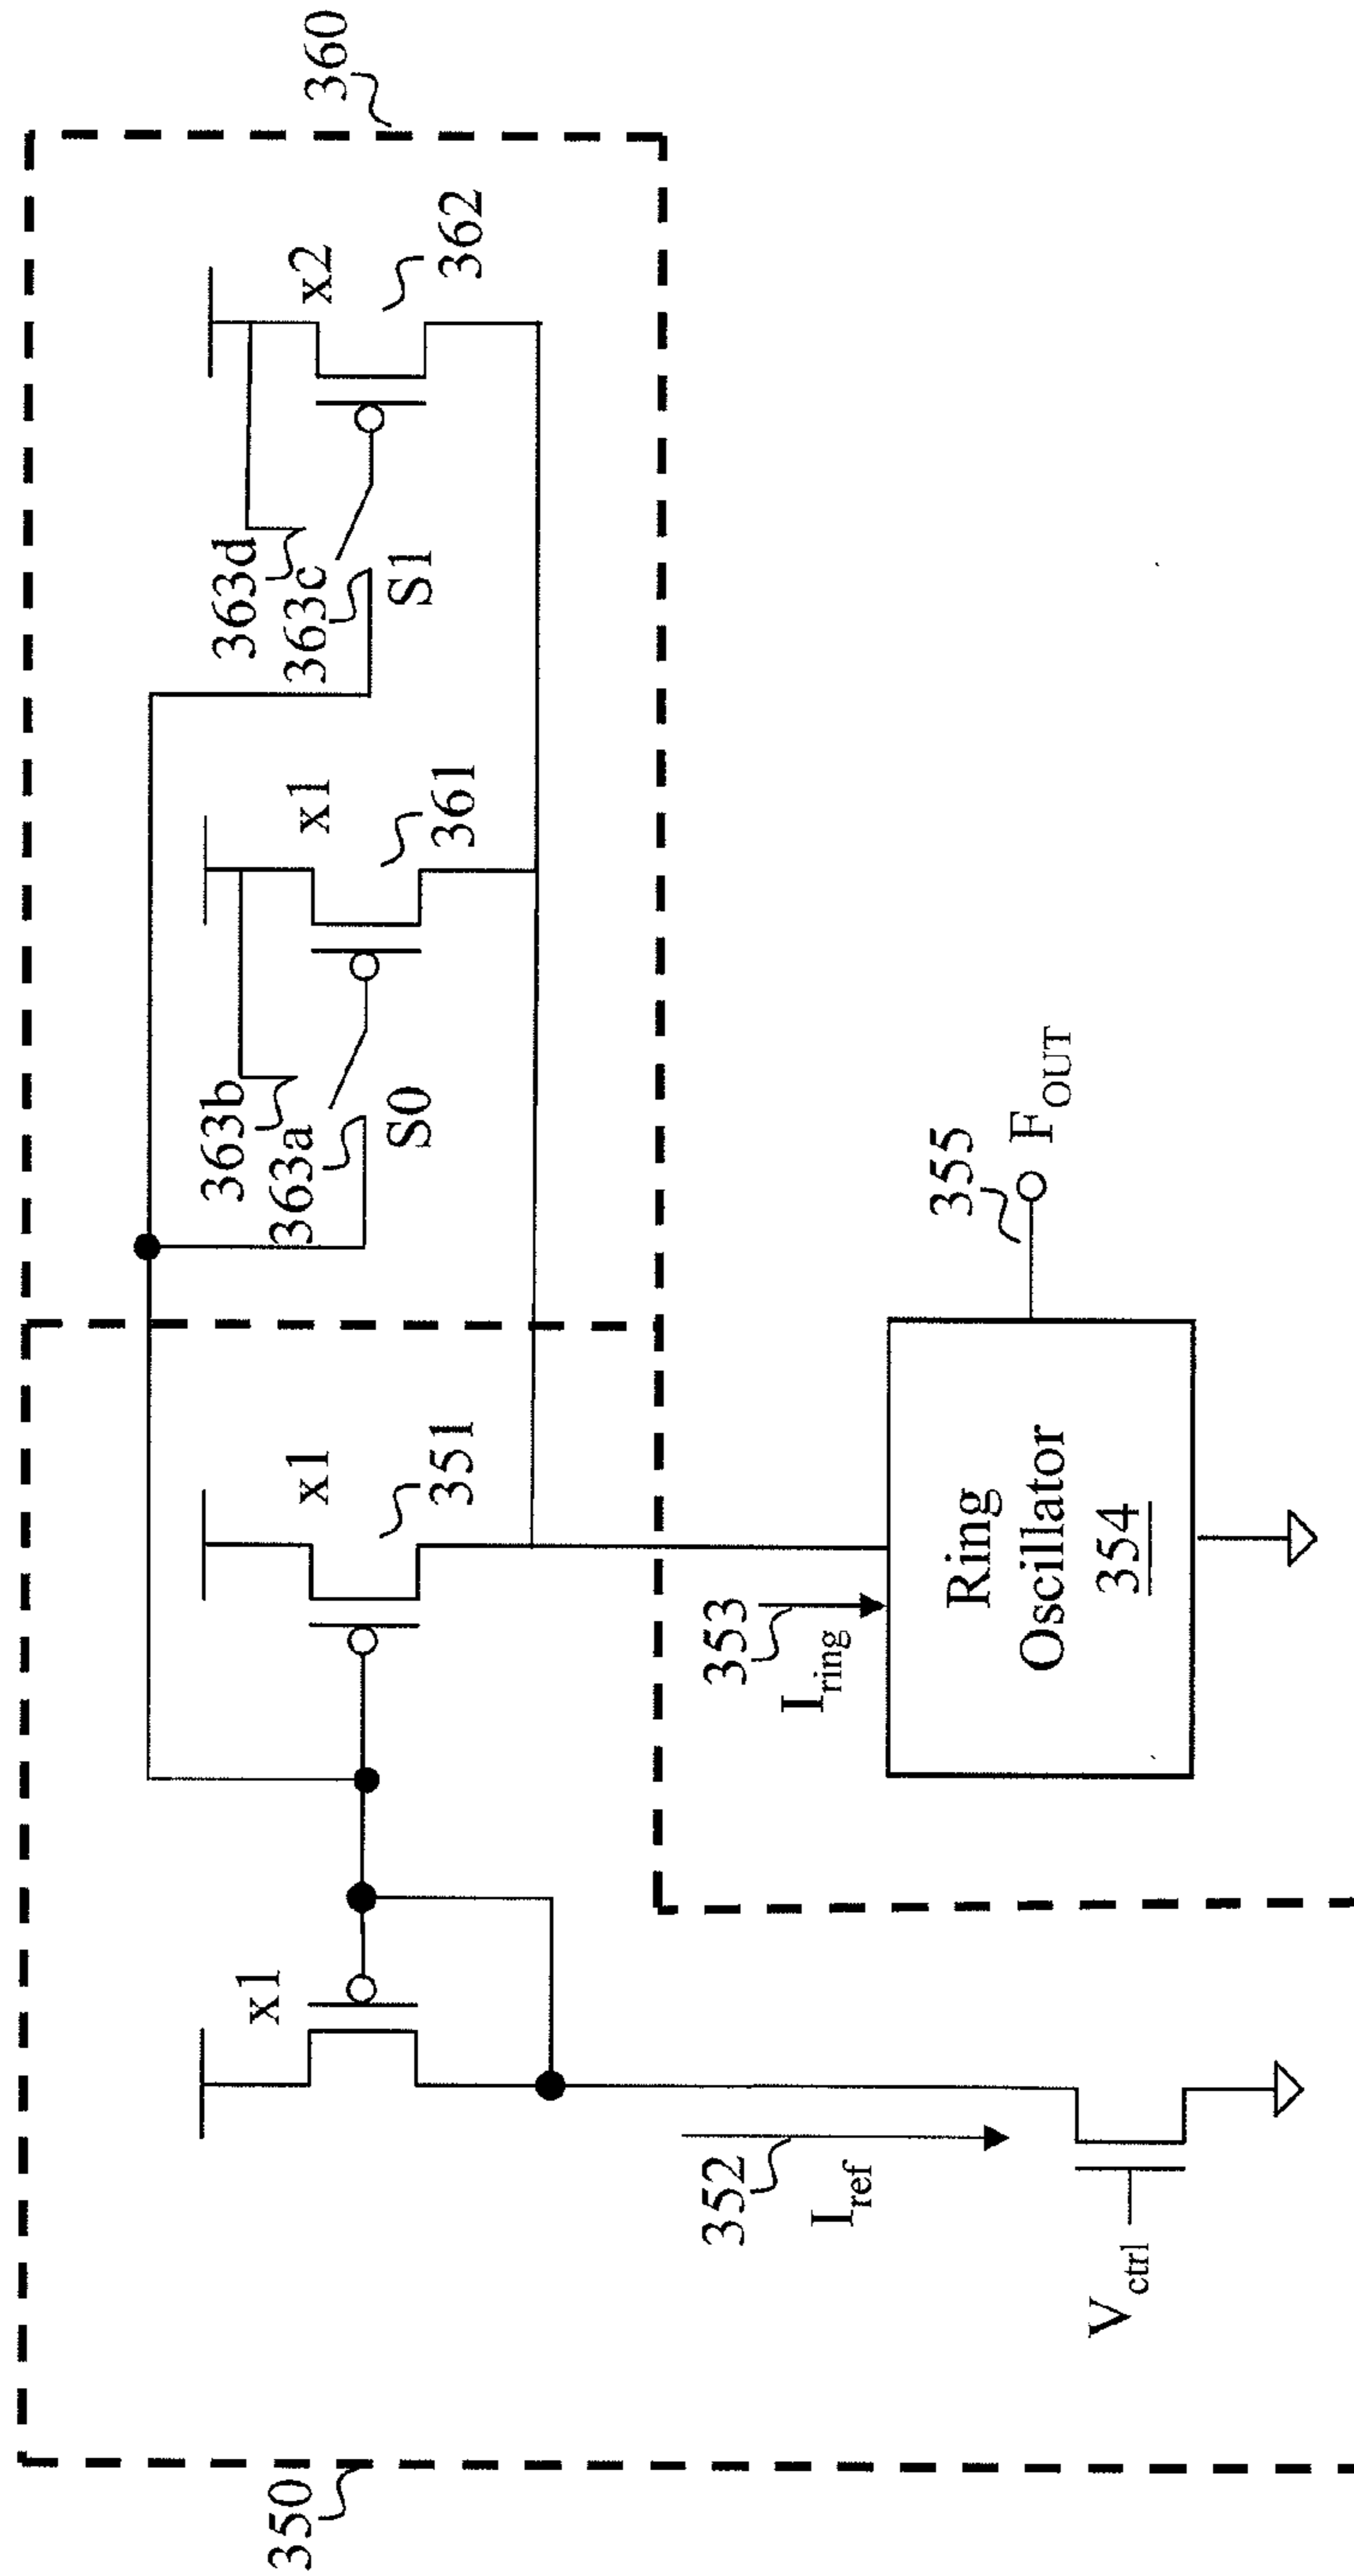 350
360
x1
x1
351
x1
361
x2
362
363b
363a
S0
363d
363c
S1
352
I_ref
V_ctrl
353
I_ring
Ring
Oscillator
354
355
F_OUT